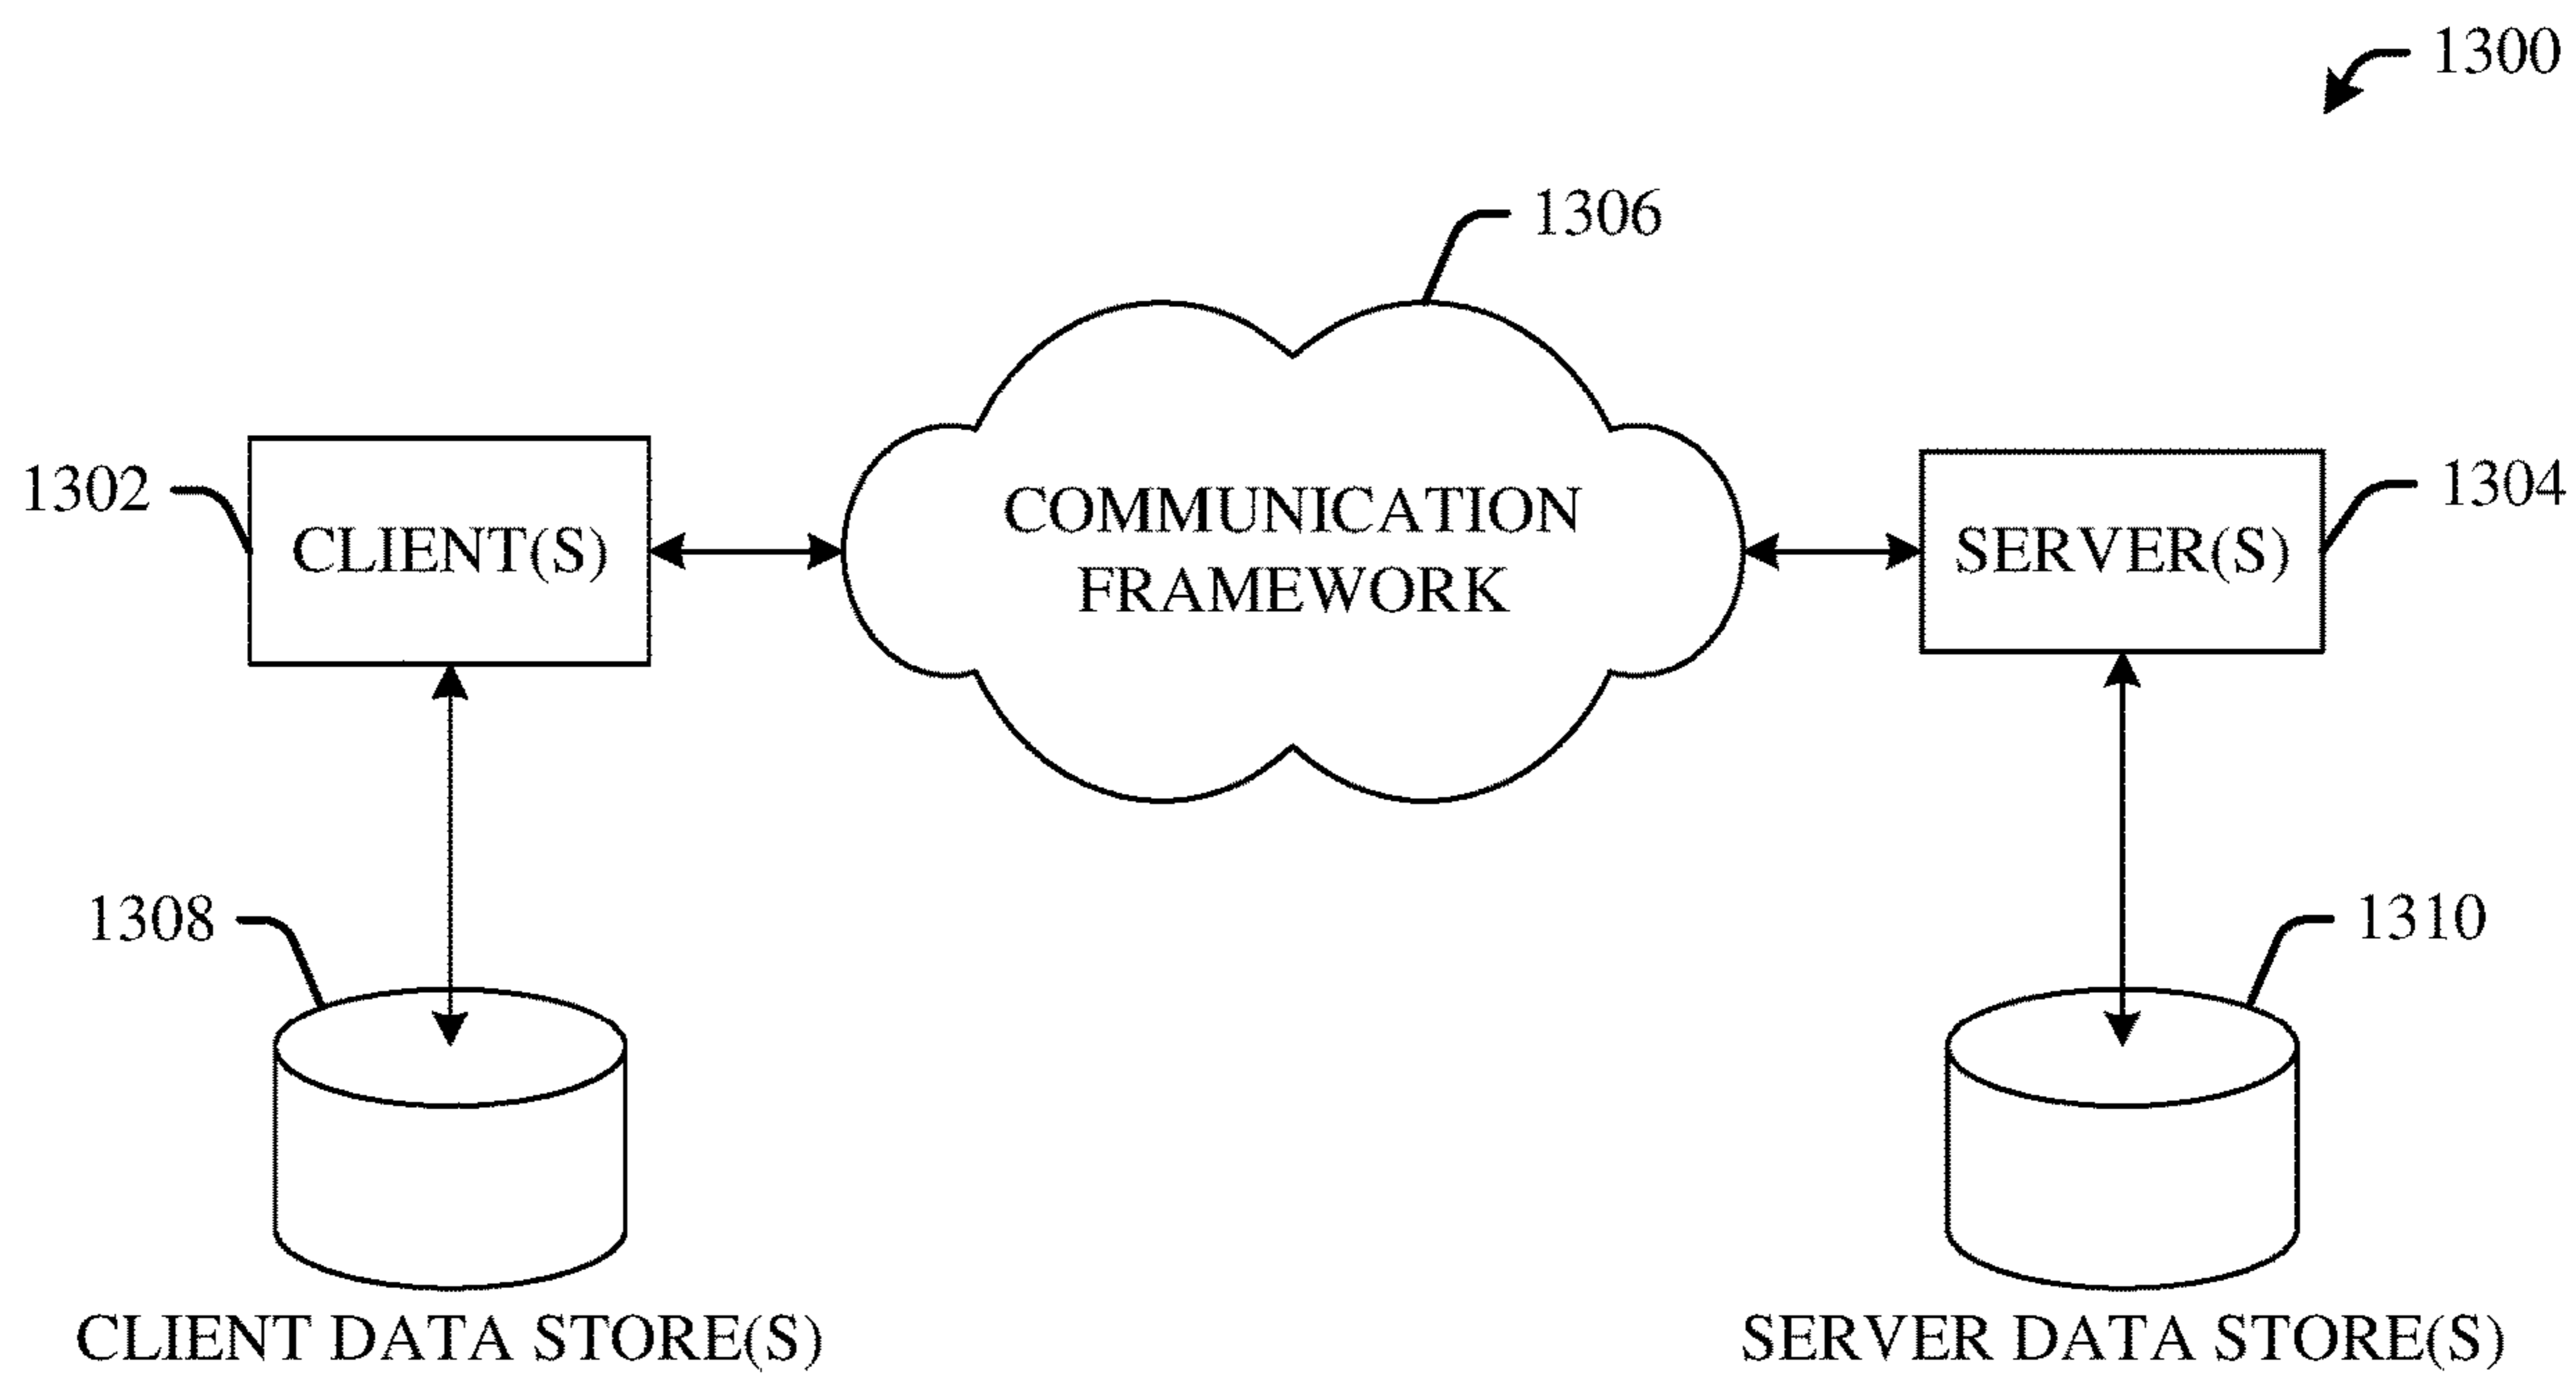 1300
1306
1302
CLIENT(S)
COMMUNICATION
FRAMEWORK
SERVER(S)
1304
1308
1310
CLIENT DATA STORE(S)
SERVER DATA STORE(S)